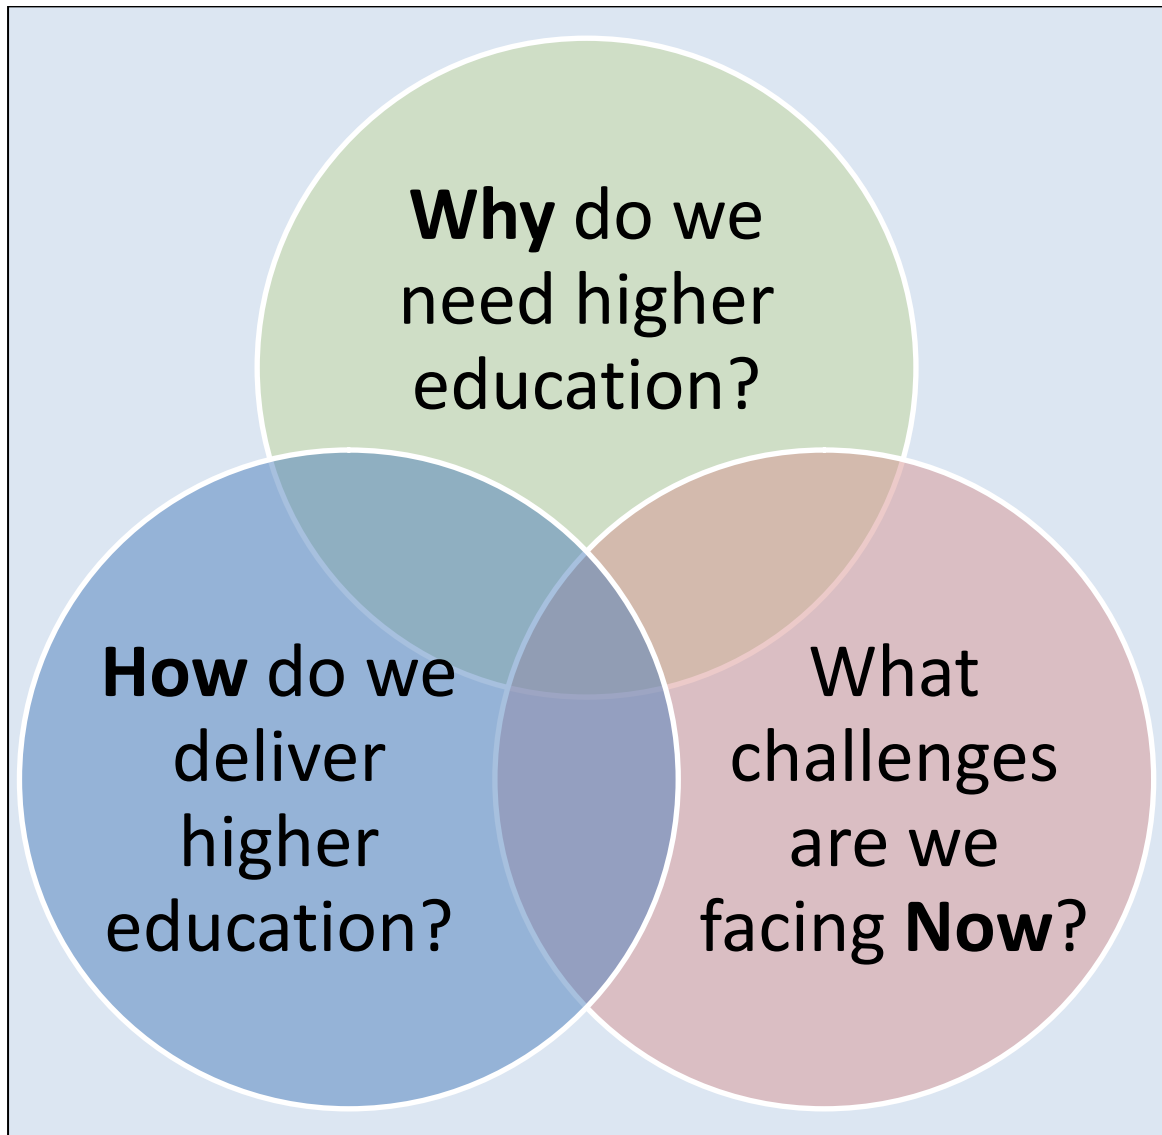 Why do we
need higher
education?
How do we
deliver
higher
education?
What
challenges
are we
facing Now?